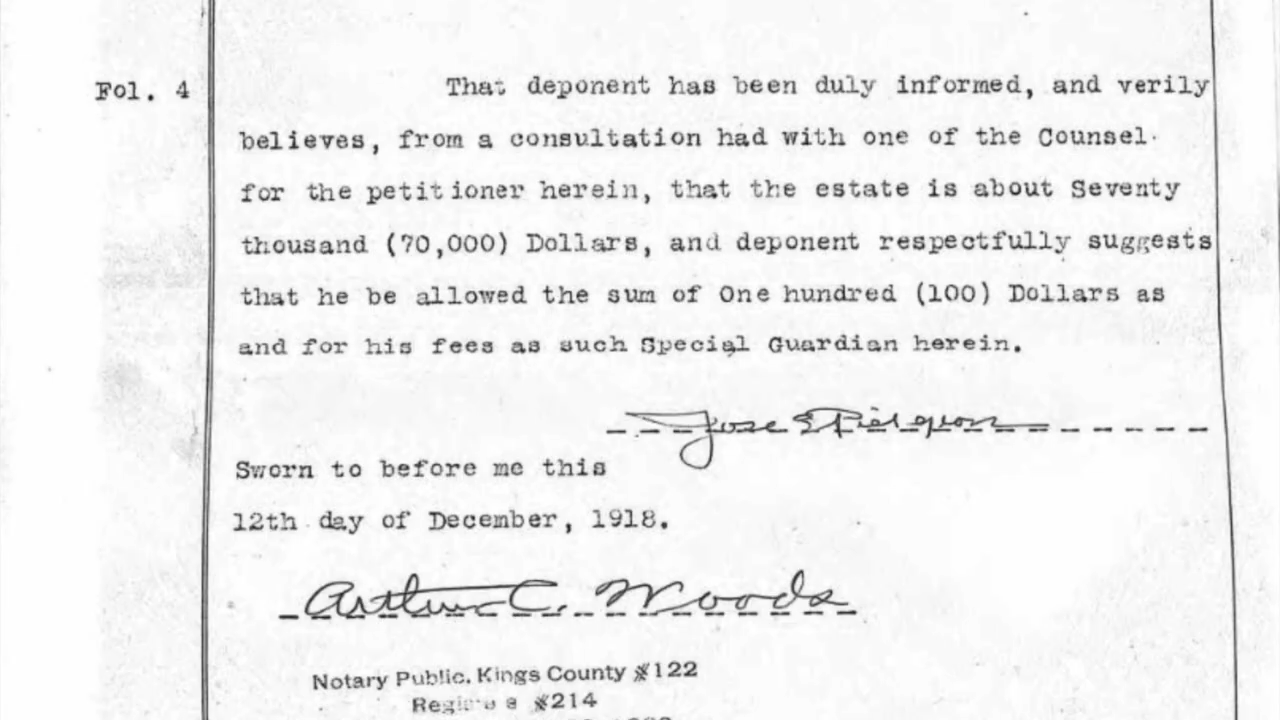 Fol. 4
That deponent has been duly informed, and verily
believes, from a consultation had with one of the Counsel
for the petitioner herein, that the estate is about Seventy
thousand (70,000) Dollars, and deponent respectfully suggests
that he be allowed the sum of One hundred (100) Dollars as
and for his fees as such Special Guardian herein.
Jose E
Sworn to before me this
12th day of December, 1918.
Arthur C. Woods
Notary Public, Kings County #122
#214